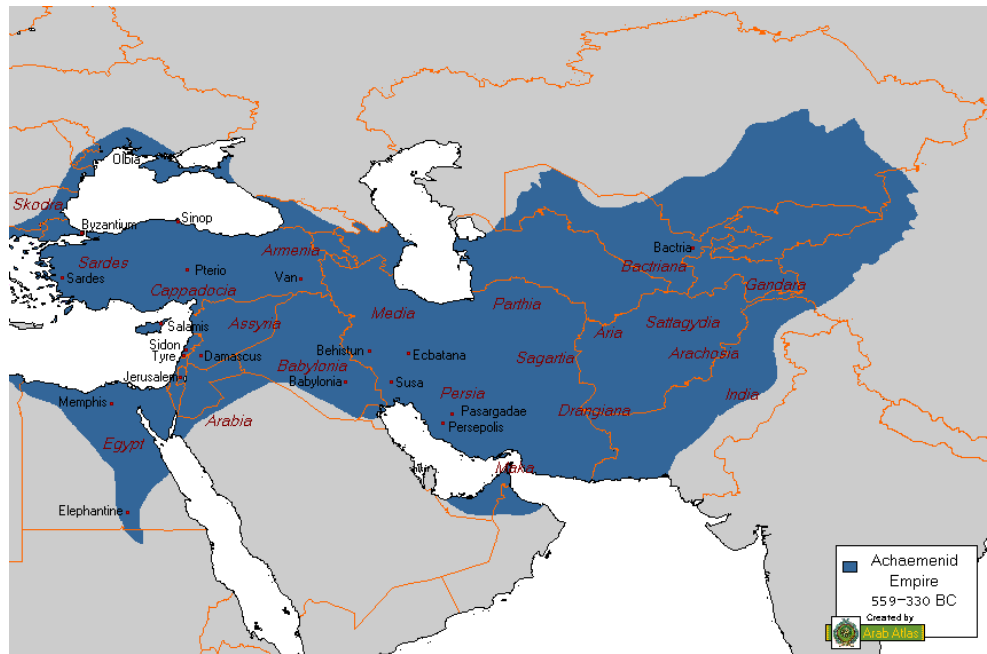 Olbia
Skodra
Byzantium
Sinop
Sardes
Sardes
Pterio
Cappadocia
Armenia
Van
Bactria
Bactriana
Gandara
Media
Parthia
Salamis
Assyria
Aria
Sattagydia
Sidon
Tyre
Damascus
Behistun
Ecbatana
Sagartia
Arachosia
Jerusalem
Babylonia
Babylonia
Susa
India
Memphis
Arabia
Persia
Pasargadae
Persepolis
Drangiana
Egypt
Maka
Elephantine
Achaemenid
Empire
559-330 BC
Created by
Arab Atlas